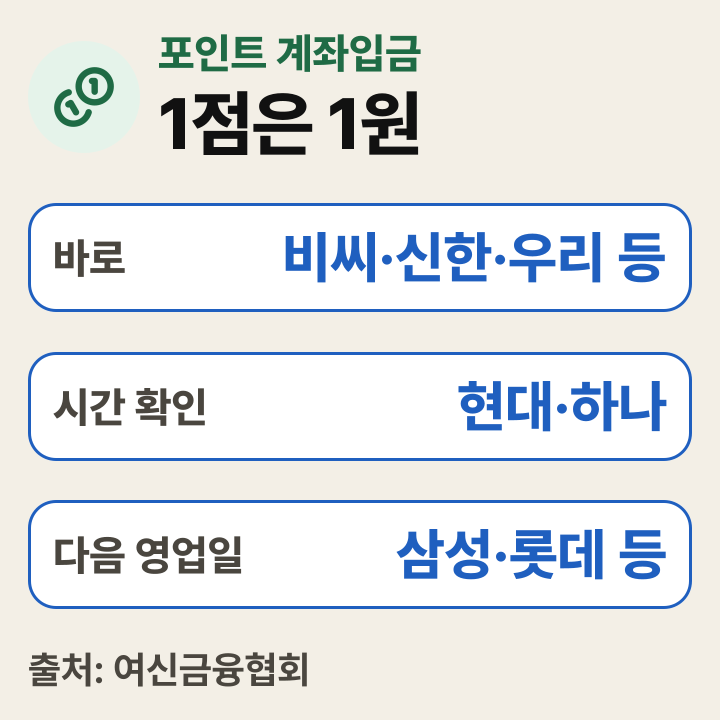 포인트 계좌입금
1점은 1원
바로 비씨·신한·우리 등
시간 확인 현대·하나
다음 영업일 삼성·롯데 등
출처: 여신금융협회